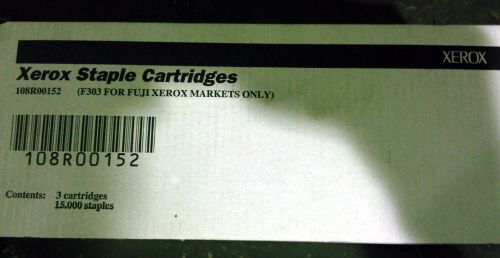 XEROX
Xerox Staple Cartridges
108R00152 (F303 FOR FUJI XEROX MARKETS ONLY)
108R00152
Contents: 3 cartridges
15,000 staples